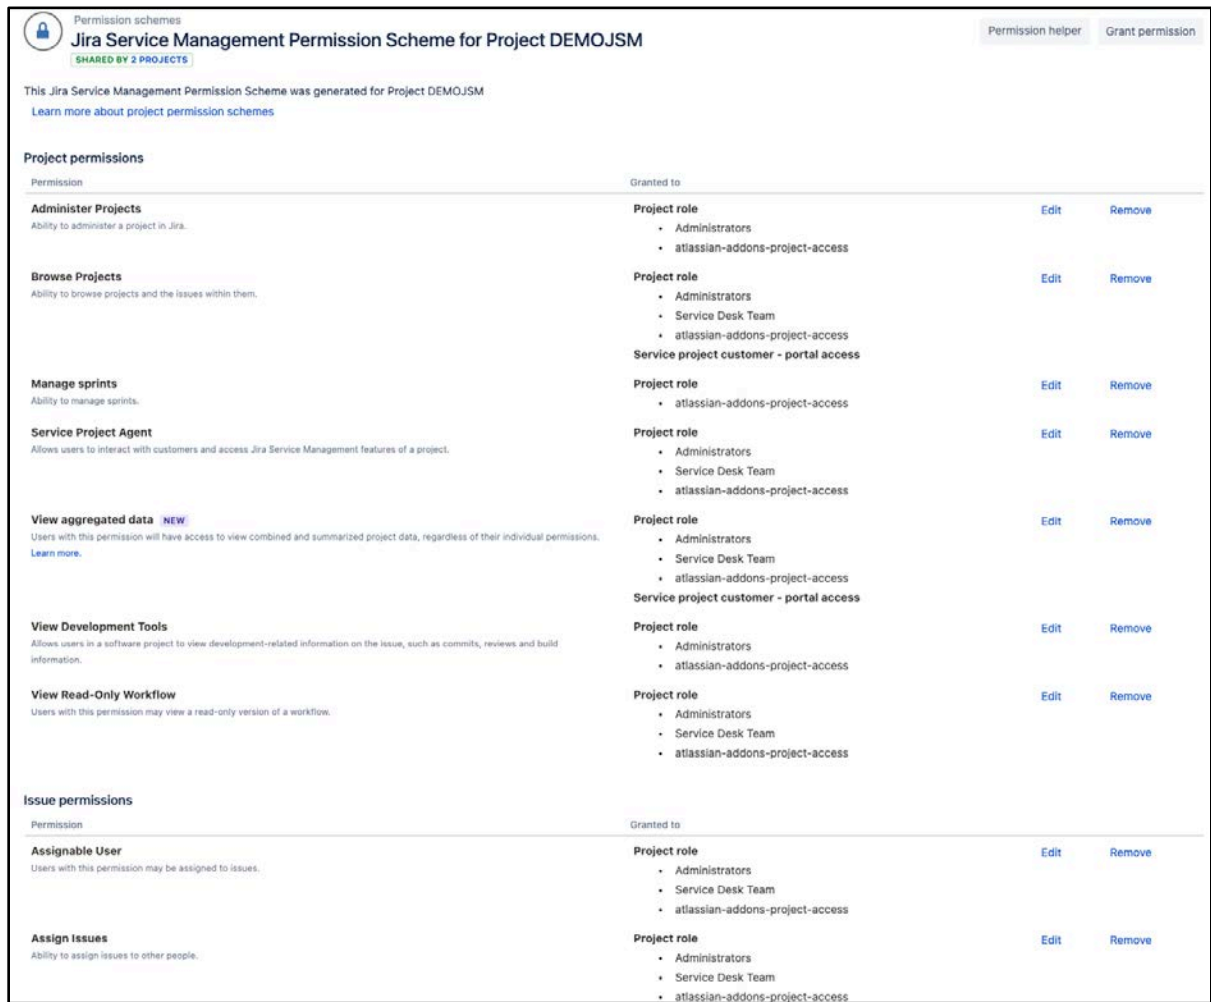 Permission schemes
Jira Service Management Permission Scheme for Project DEMOJSM
SHARED BY 2 PROJECTS
Permission helper Grant permission
This Jira Service Management Permission Scheme was generated for Project DEMOJSM
Learn more about project permission schemes
Project permissions
Permission Granted to
Administer Projects Project role Edit Remove
Ability to administer a project in Jira.
• Administrators
• atlassian-addons-project-access
Browse Projects Project role Edit Remove
Ability to browse projects and the issues within them.
• Administrators
• Service Desk Team
• atlassian-addons-project-access
Service project customer - portal access
Manage sprints Project role Edit Remove
Ability to manage sprints.
• atlassian-addons-project-access
Service Project Agent Project role Edit Remove
Allows users to interact with customers and access Jira Service Management features of a project.
• Administrators
• Service Desk Team
• atlassian-addons-project-access
View aggregated data NEW Project role Edit Remove
Users with this permission will have access to view combined and summarized project data, regardless of their individual permissions.
Learn more.
• Administrators
• Service Desk Team
• atlassian-addons-project-access
Service project customer - portal access
View Development Tools Project role Edit Remove
Allows users in a software project to view development-related information on the issue, such as commits, reviews and build
information.
• Administrators
• atlassian-addons-project-access
View Read-Only Workflow Project role Edit Remove
Users with this permission may view a read-only version of a workflow.
• Administrators
• Service Desk Team
• atlassian-addons-project-access
Issue permissions
Permission Granted to
Assignable User Project role Edit Remove
Users with this permission may be assigned to issues.
• Administrators
• Service Desk Team
• atlassian-addons-project-access
Assign Issues Project role Edit Remove
Ability to assign issues to other people.
• Administrators
• Service Desk Team
• atlassian-addons-project-access